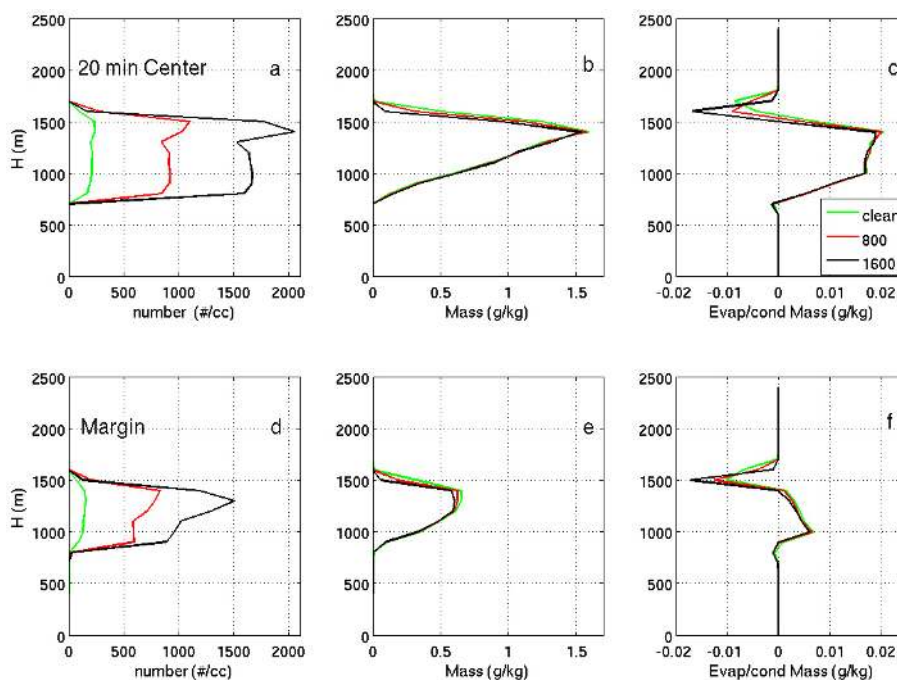 2500
2000
1500
1000
500
0
H (m)
20 min Center
a
0 500 1000 1500 2000
number (#/cc)
2500
2000
1500
1000
500
0
b
0 0.5 1 1.5
Mass (g/kg)
2500
2000
1500
1000
500
0
c
clean
800
1600
-0.02 -0.01 0 0.01 0.02
Evap/cond Mass (g/kg)
2500
2000
1500
1000
500
0
H (m)
Margin
d
0 500 1000 1500 2000
number (#/cc)
2500
2000
1500
1000
500
0
e
0 0.5 1 1.5
Mass (g/kg)
2500
2000
1500
1000
500
0
f
-0.02 -0.01 0 0.01 0.02
Evap/cond Mass (g/kg)